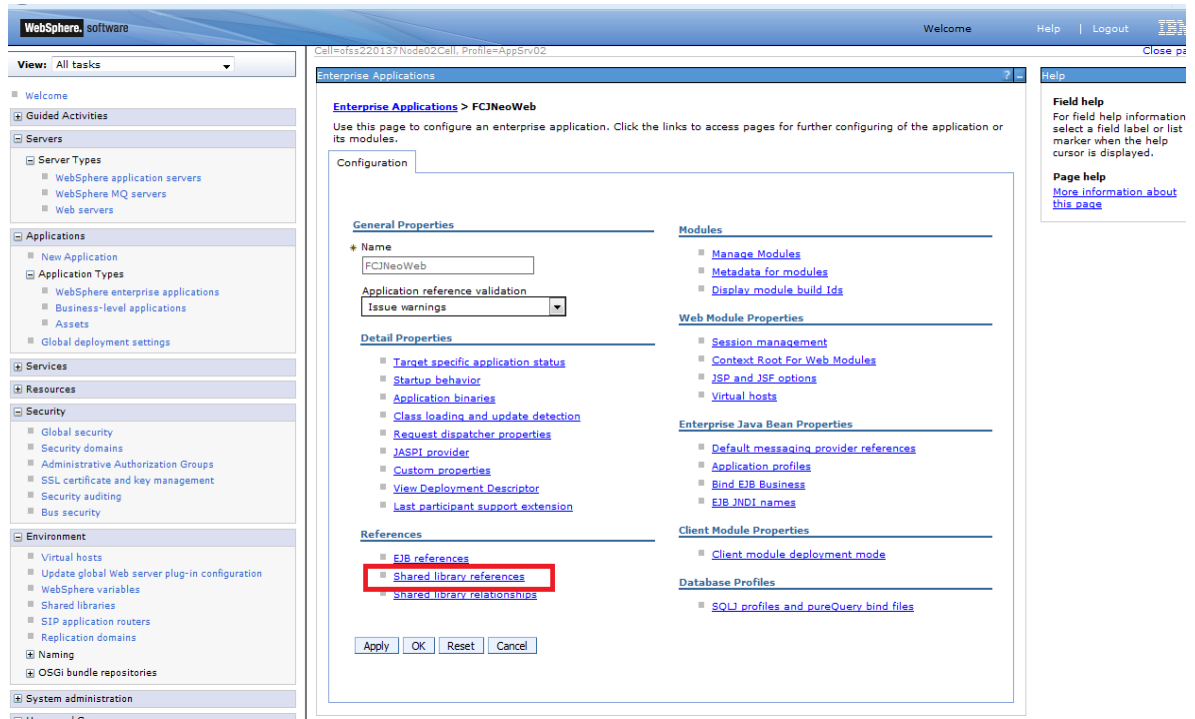 WebSphere. software
Welcome
Help | Logout
IBM
Cell=ofss220137Node02Cell, Profile=AppSrv02
Close pa
View: All tasks
Welcome
Guided Activities
Servers
Server Types
WebSphere application servers
WebSphere MQ servers
Web servers
Applications
New Application
Application Types
WebSphere enterprise applications
Business-level applications
Assets
Global deployment settings
Services
Resources
Security
Global security
Security domains
Administrative Authorization Groups
SSL certificate and key management
Security auditing
Bus security
Environment
Virtual hosts
Update global Web server plug-in configuration
WebSphere variables
Shared libraries
SIP application routers
Replication domains
Naming
OSGi bundle repositories
System administration
Enterprise Applications
Enterprise Applications > FCJNeoWeb
Use this page to configure an enterprise application. Click the links to access pages for further configuring of the application or
its modules.
Configuration
General Properties
Name
FCJNeoWeb
Application reference validation
Issue warnings
Detail Properties
Target specific application status
Startup behavior
Application binaries
Class loading and update detection
Request dispatcher properties
JASPI provider
Custom properties
View Deployment Descriptor
Last participant support extension
References
EJB references
Shared library references
Shared library relationships
Modules
Manage Modules
Metadata for modules
Display module build Ids
Web Module Properties
Session management
Context Root For Web Modules
JSP and JSF options
Virtual hosts
Enterprise Java Bean Properties
Default messaging provider references
Application profiles
Bind EJB Business
EJB JNDI names
Client Module Properties
Client module deployment mode
Database Profiles
SQLJ profiles and pureQuery bind files
Apply OK Reset Cancel
Help
Field help
For field help information
select a field label or list
marker when the help
cursor is displayed.
Page help
More information about
this page